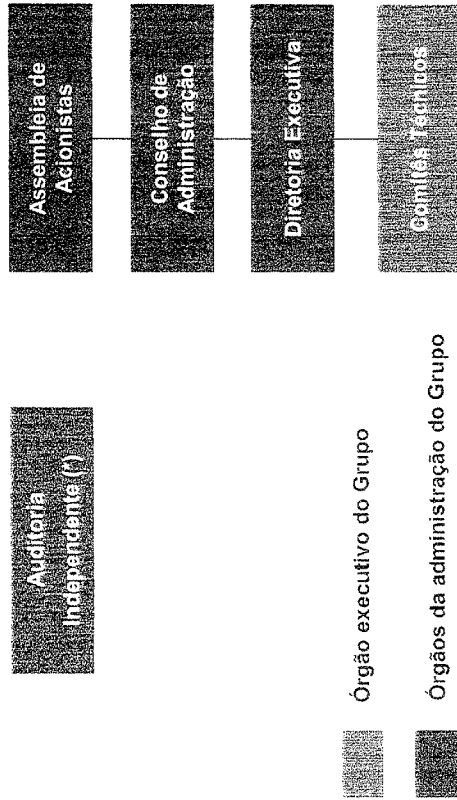 Assembleia de
Acionistas
Conselho de
Administração
Diretoria Executiva
Comitês Técnicos
Auditoria
Independente (*)
Órgão executivo do Grupo
Órgãos da administração do Grupo